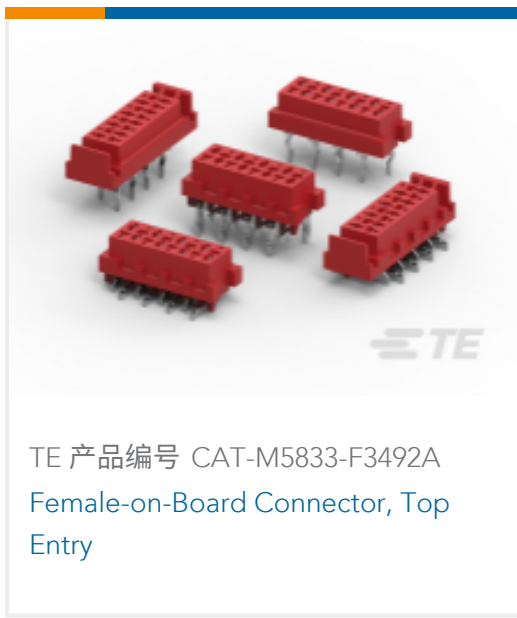 TE
TE 产品编号 CAT-M5833-F3492A
Female-on-Board Connector, Top
Entry